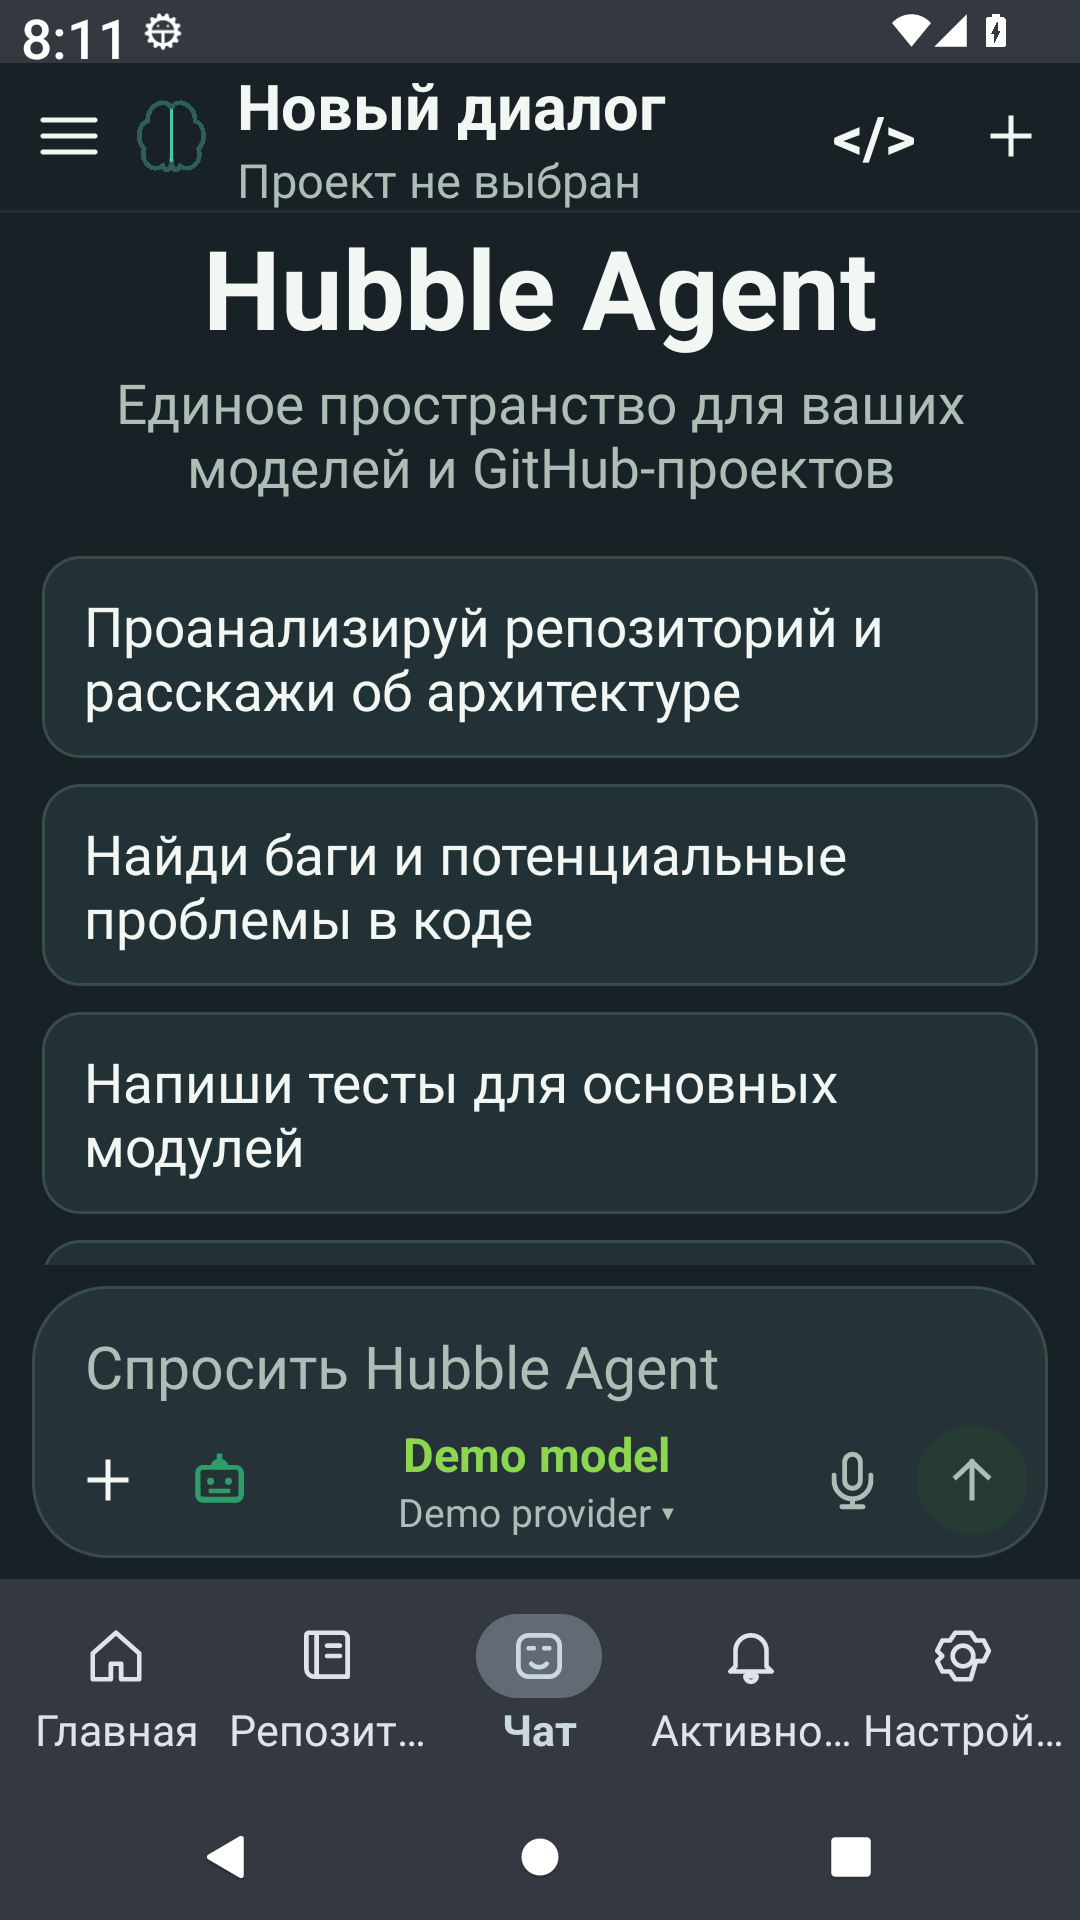 8:11
Новый диалог
Проект не выбран
</>
Hubble Agent
Единое пространство для ваших
моделей и GitHub-проектов
Проанализируй репозиторий и
расскажи об архитектуре
Найди баги и потенциальные
проблемы в коде
Напиши тесты для основных
модулей
Спросить Hubble Agent
Demo model
Demo provider ▾
Главная
Репозит…
Чат
Активно…
Настрой…